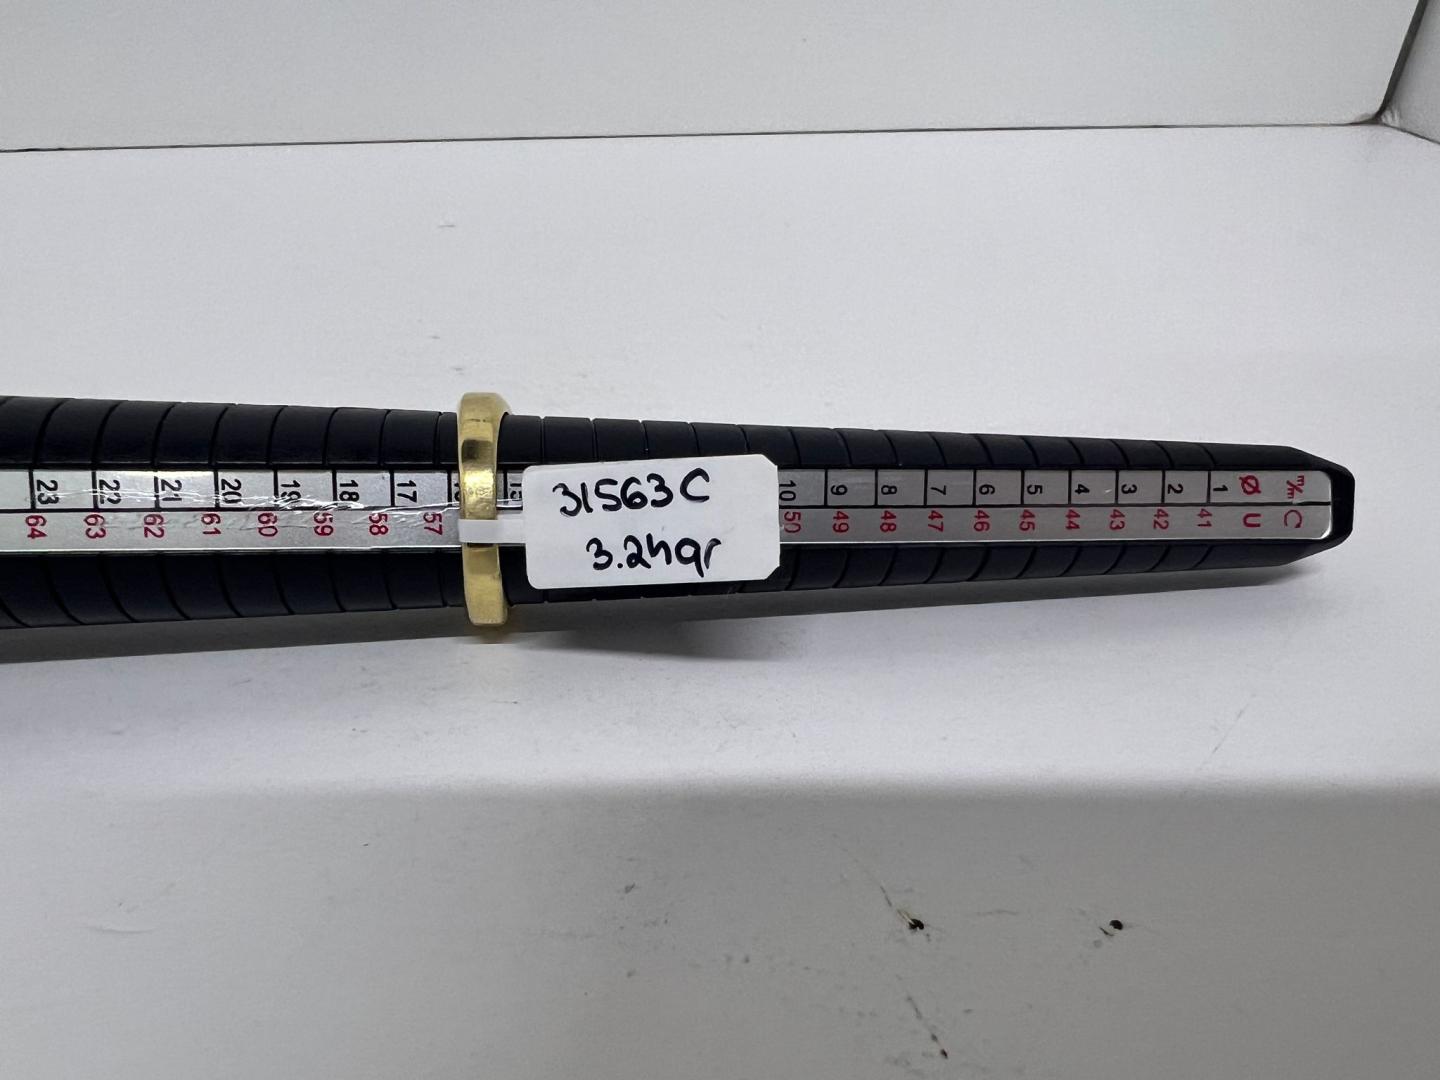 31563C
3.24gr
23 22 21 20 19 18 17 15 10 9 8 7 6 5 4 3 2 1 Ø m/m
64 63 62 61 60 59 58 57 50 49 48 47 46 45 44 43 42 41 U C